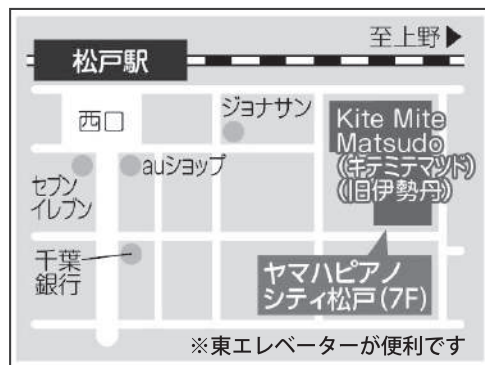 至上野▶
松戸駅
西口
ジョナサン
Kite Mite
Matsudo
(キテミテマツド)
(旧伊勢丹)
auショップ
セブン
イレブン
千葉
銀行
ヤマハピアノ
シティ松戸(7F)
※東エレベーターが便利です